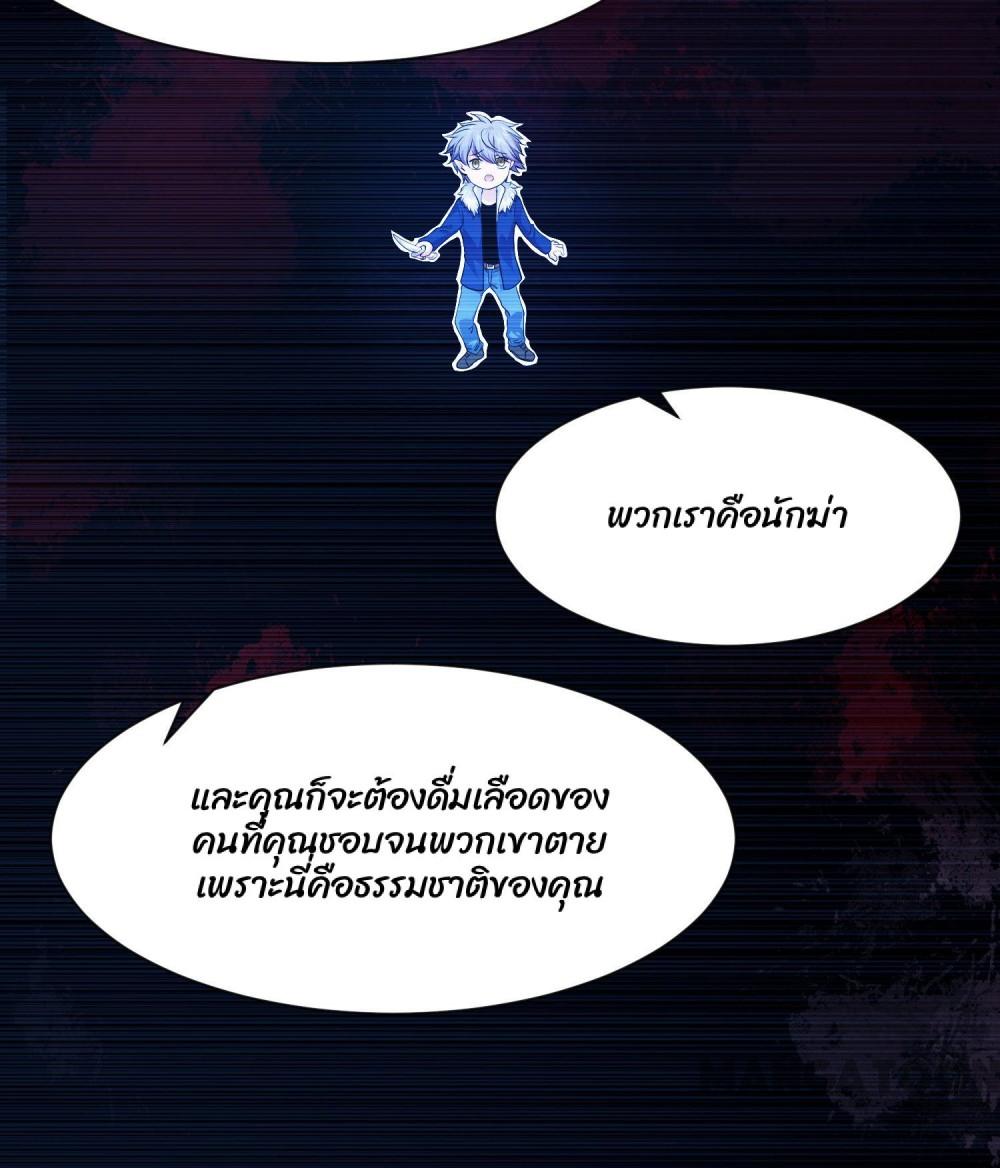 พวกเราคือนักฆ่า
และคุณก็จะต้องดื่มเลือดของ
คนที่คุณชอบจนพวกเขาตาย
เพราะนี่คือธรรมชาติของคุณ